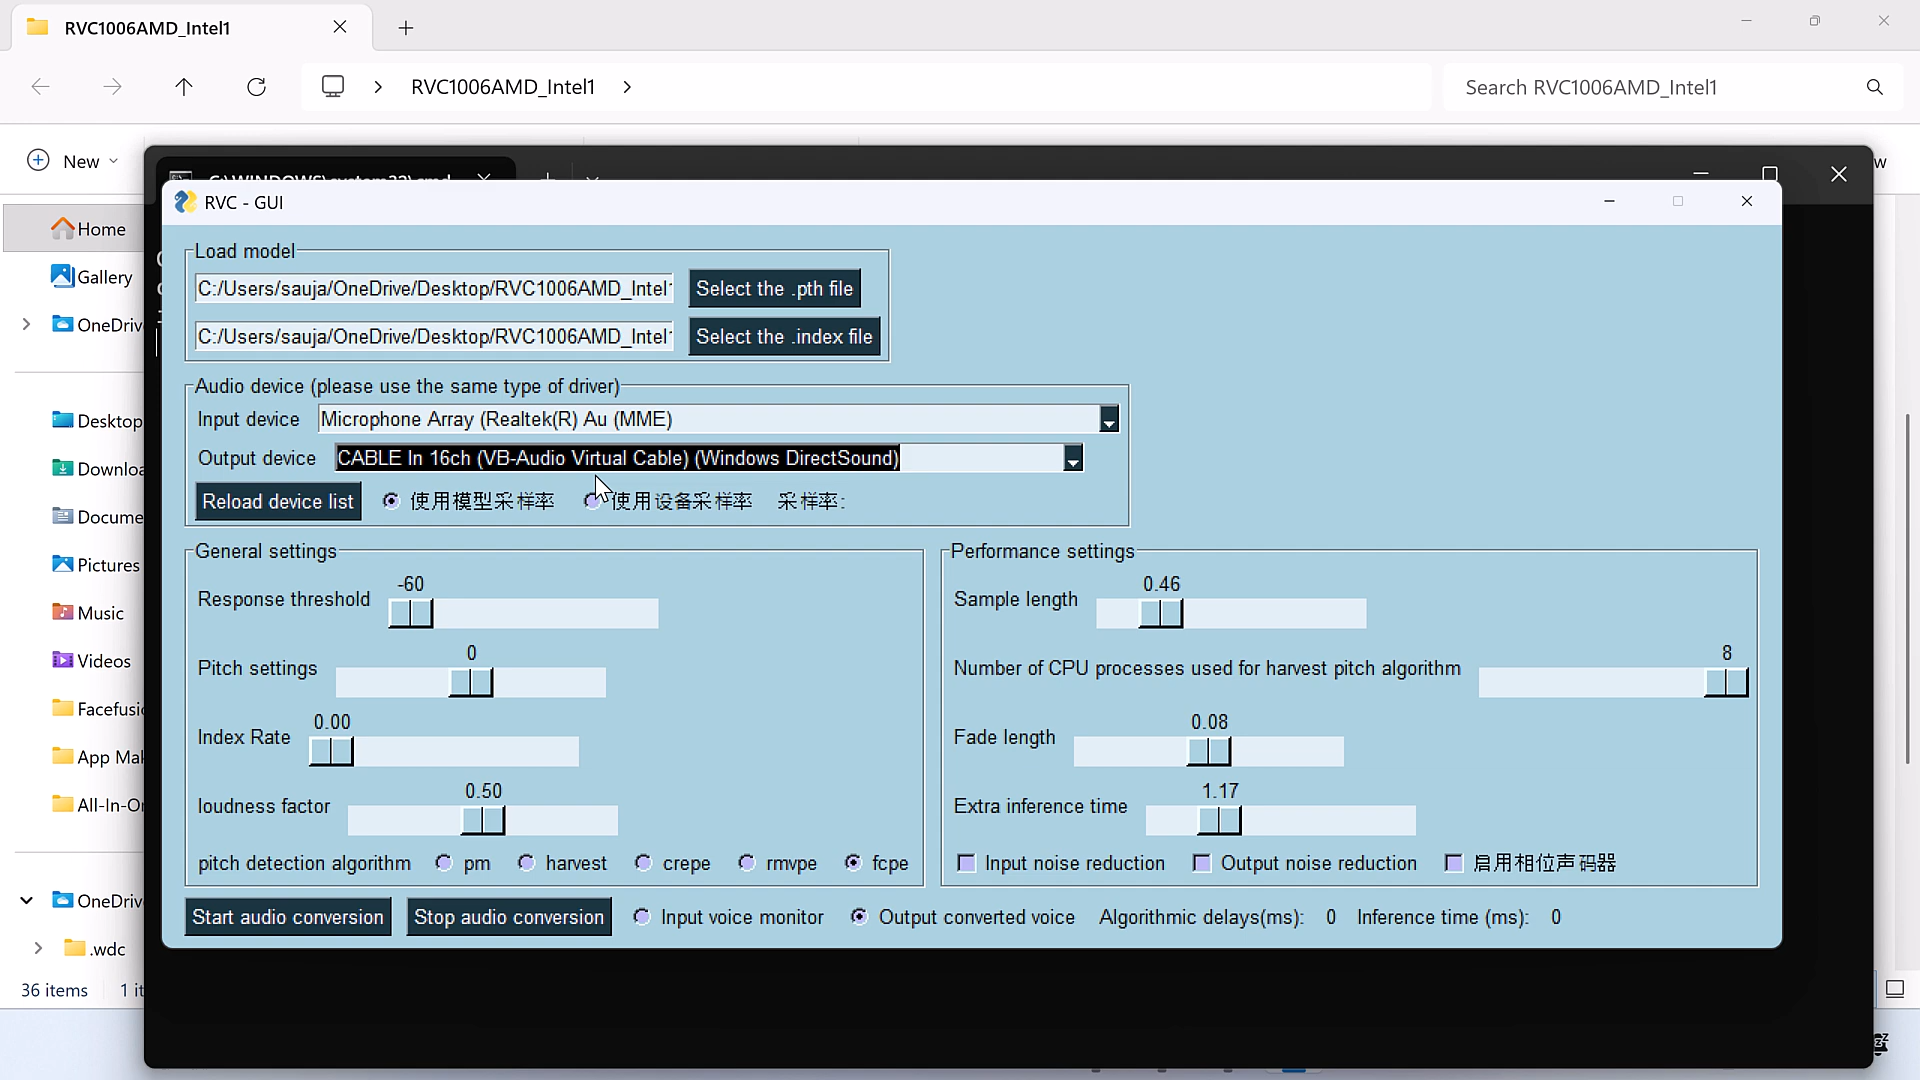 RVC1006AMD_Intel1
RVC1006AMD_Intel1
Search RVC1006AMD_Intel1
New
C:\WINDOWS\system32\cmd
RVC - GUI
Home
Gallery
OneDriv
Desktop
Downloa
Docume
Pictures
Music
Videos
Facefusi
App Mak
All-In-O
OneDriv
.wdc
36 items
1 it
Load model
C:/Users/sauja/OneDrive/Desktop/RVC1006AMD_Intel
Select the .pth file
C:/Users/sauja/OneDrive/Desktop/RVC1006AMD_Intel
Select the .index file
Audio device (please use the same type of driver)
Input device Microphone Array (Realtek(R) Au (MME)
Output device CABLE In 16ch (VB-Audio Virtual Cable) (Windows DirectSound)
Reload device list 使用模型采样率 使用设备采样率 采样率:
General settings
-60
Response threshold
0
Pitch settings
0.00
Index Rate
0.50
loudness factor
pitch detection algorithm pm harvest crepe rmvpe fcpe
Performance settings
0.46
Sample length
8
Number of CPU processes used for harvest pitch algorithm
0.08
Fade length
1.17
Extra inference time
Input noise reduction Output noise reduction 启用相位声码器
Start audio conversion Stop audio conversion Input voice monitor Output converted voice Algorithmic delays(ms): 0 Inference time (ms): 0